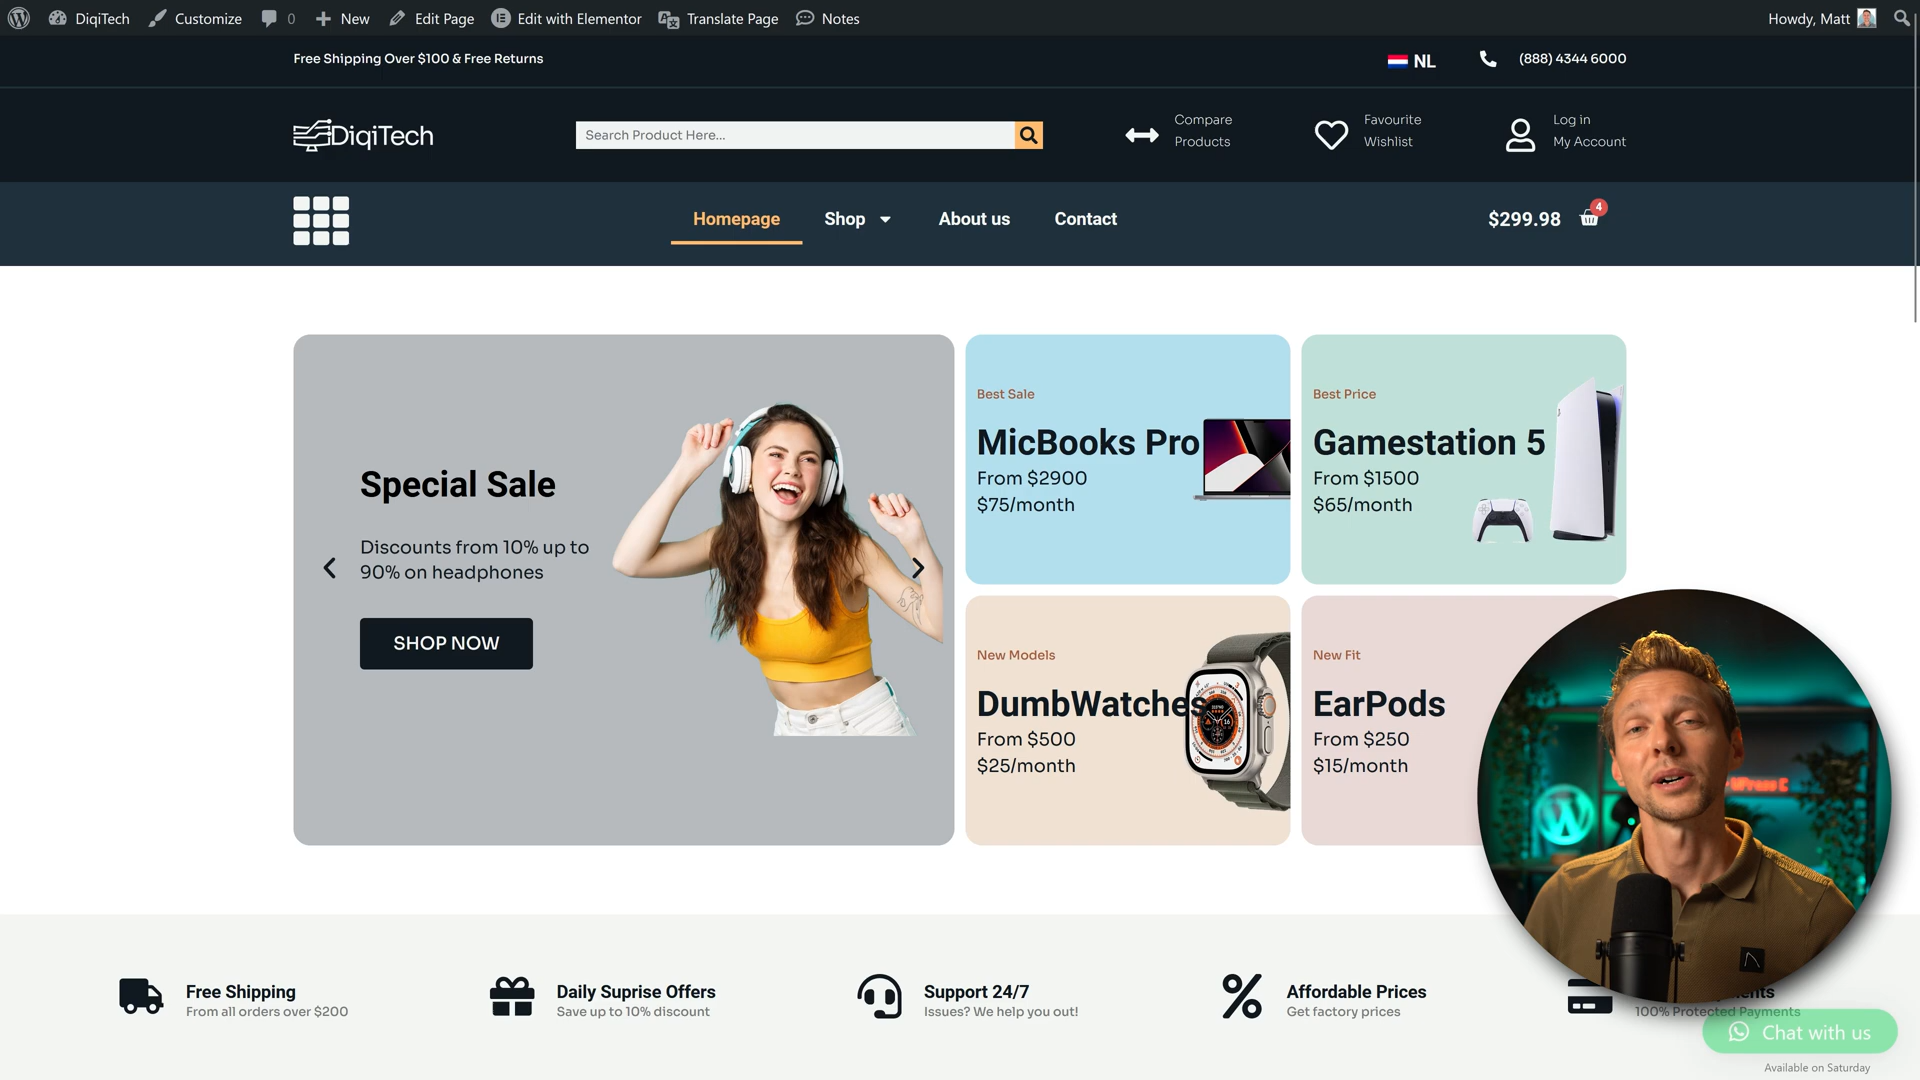 DiqiTech
Customize
0
New
Edit Page
Edit with Elementor
Translate Page
Notes
Howdy, Matt
Free Shipping Over $100 & Free Returns
NL
(888) 4344 6000
DiqiTech
Search Product Here...
Compare
Products
Favourite
Wishlist
Log in
My Account
Homepage
Shop
About us
Contact
$299.98
4
Special Sale
Discounts from 10% up to
90% on headphones
SHOP NOW
Best Sale
MicBooks Pro
From $2900
$75/month
Best Price
Gamestation 5
From $1500
$65/month
New Models
DumbWatches
From $500
$25/month
New Fit
EarPods
From $250
$15/month
Free Shipping
From all orders over $200
Daily Suprise Offers
Save up to 10% discount
Support 24/7
Issues? We help you out!
Affordable Prices
Get factory prices
100% Protected Payments
Chat with us
Available on Saturday